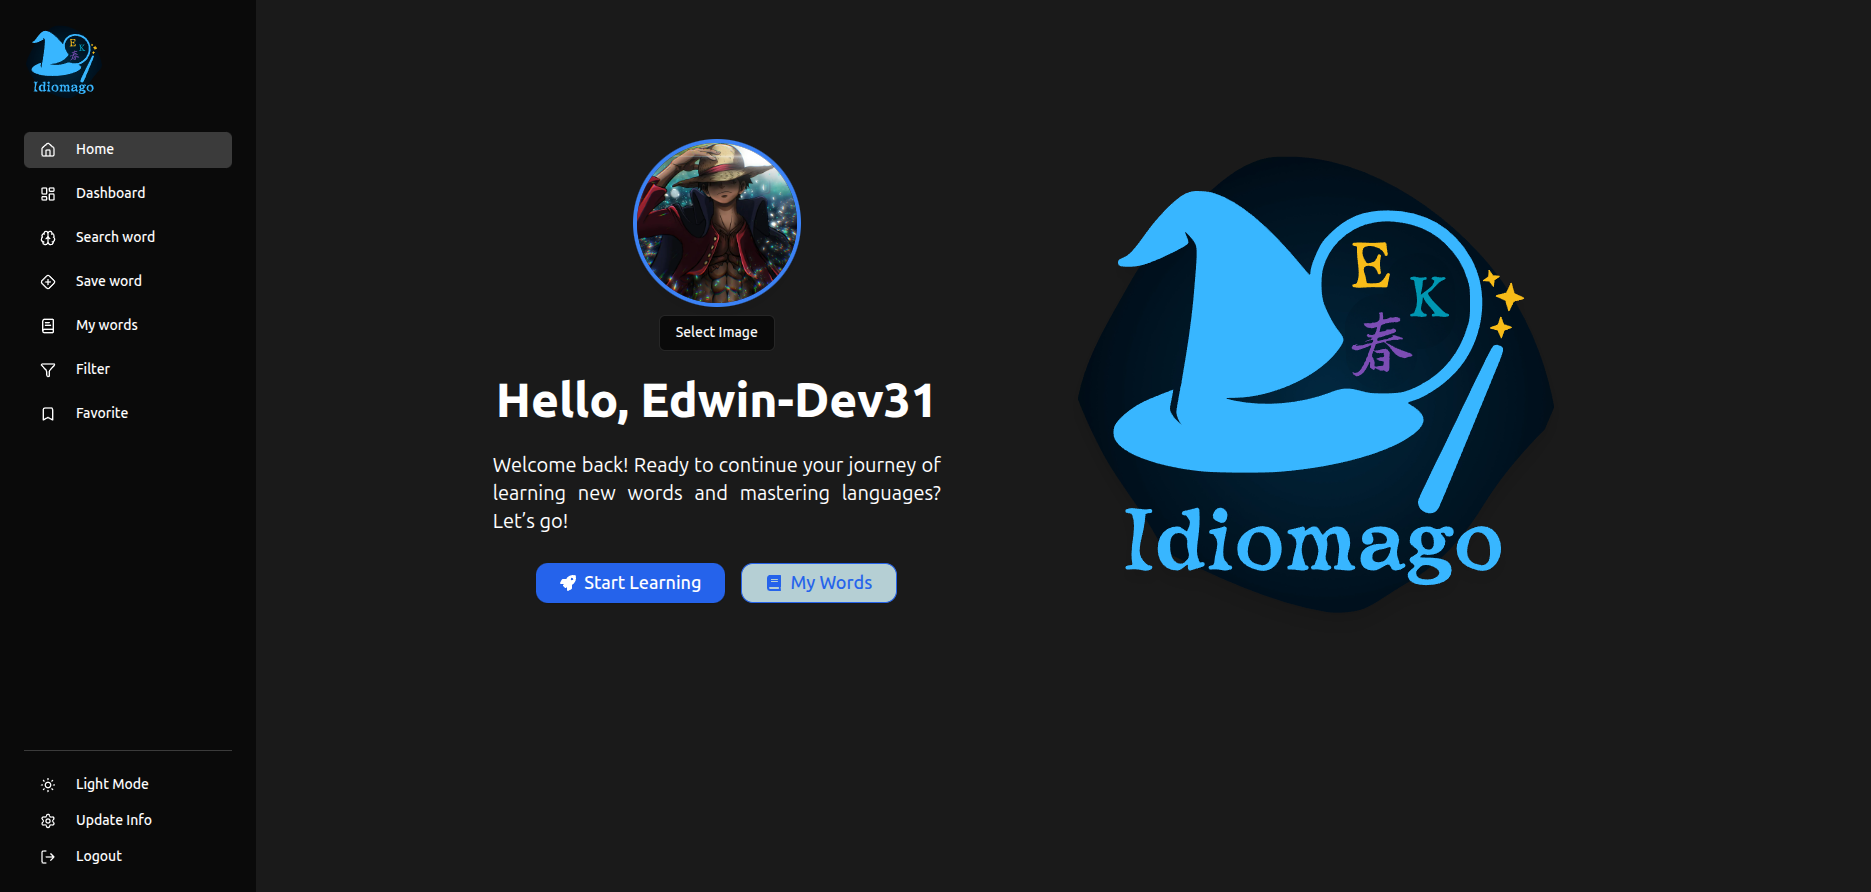 E
K
春
Idiomago
Home
Dashboard
Search word
Save word
My words
Filter
Favorite
Light Mode
Update Info
Logout
Select Image
Hello, Edwin-Dev31
Welcome back! Ready to continue your journey of
learning new words and mastering languages?
Let’s go!
Start Learning
My Words
E
K
春
Idiomago